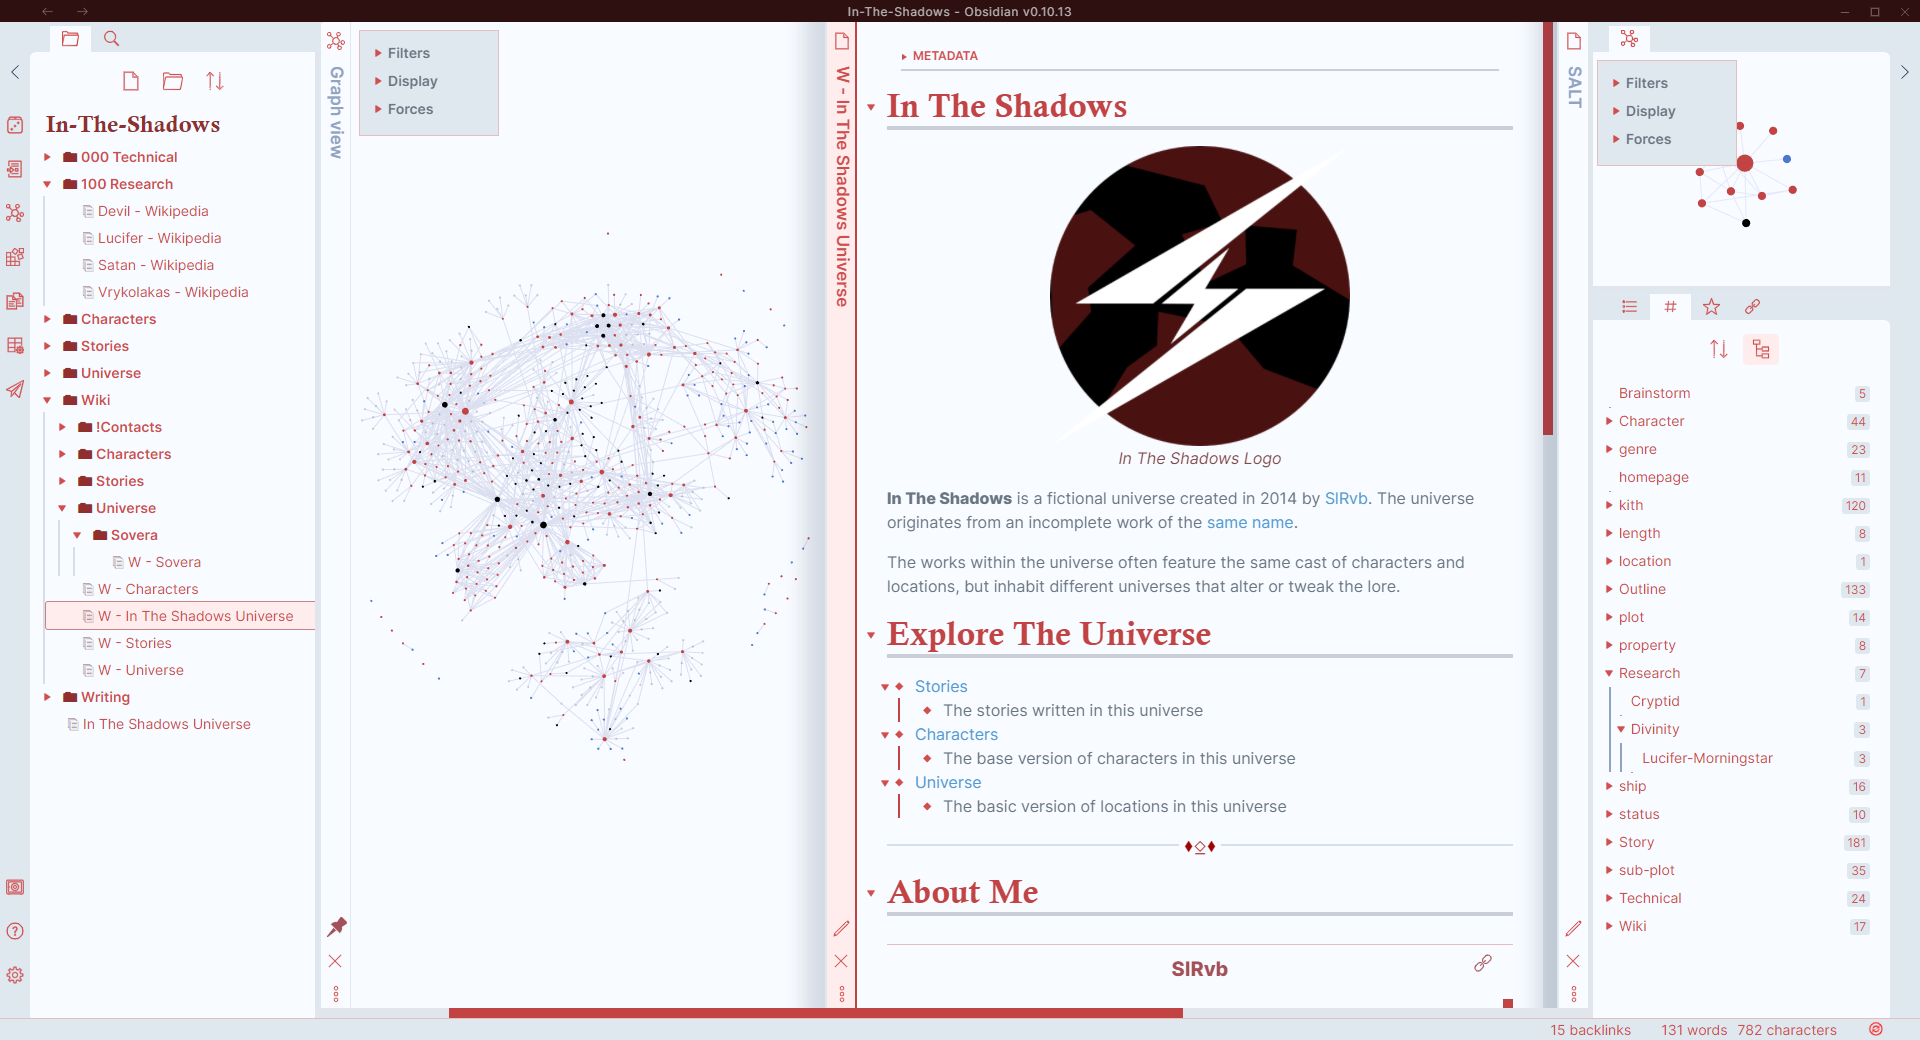 In-The-Shadows - Obsidian v0.10.13
In-The-Shadows
000 Technical
100 Research
Devil - Wikipedia
Lucifer - Wikipedia
Satan - Wikipedia
Vrykolakas - Wikipedia
Characters
Stories
Universe
Wiki
!Contacts
Characters
Stories
Universe
Sovera
W - Sovera
W - Characters
W - In The Shadows Universe
W - Stories
W - Universe
Writing
In The Shadows Universe
Graph view
Filters
Display
Forces
W - In The Shadows Universe
METADATA
In The Shadows
In The Shadows Logo
In The Shadows is a fictional universe created in 2014 by SIRvb. The universe
originates from an incomplete work of the same name.
The works within the universe often feature the same cast of characters and
locations, but inhabit different universes that alter or tweak the lore.
Explore The Universe
Stories
The stories written in this universe
Characters
The base version of characters in this universe
Universe
The basic version of locations in this universe
About Me
SIRvb
SALT
Filters
Display
Forces
Brainstorm 5
Character 44
genre 23
homepage 11
kith 120
length 8
location 1
Outline 133
plot 14
property 8
Research 7
Cryptid 1
Divinity 3
Lucifer-Morningstar 3
ship 16
status 10
Story 181
sub-plot 35
Technical 24
Wiki 17
15 backlinks 131 words 782 characters